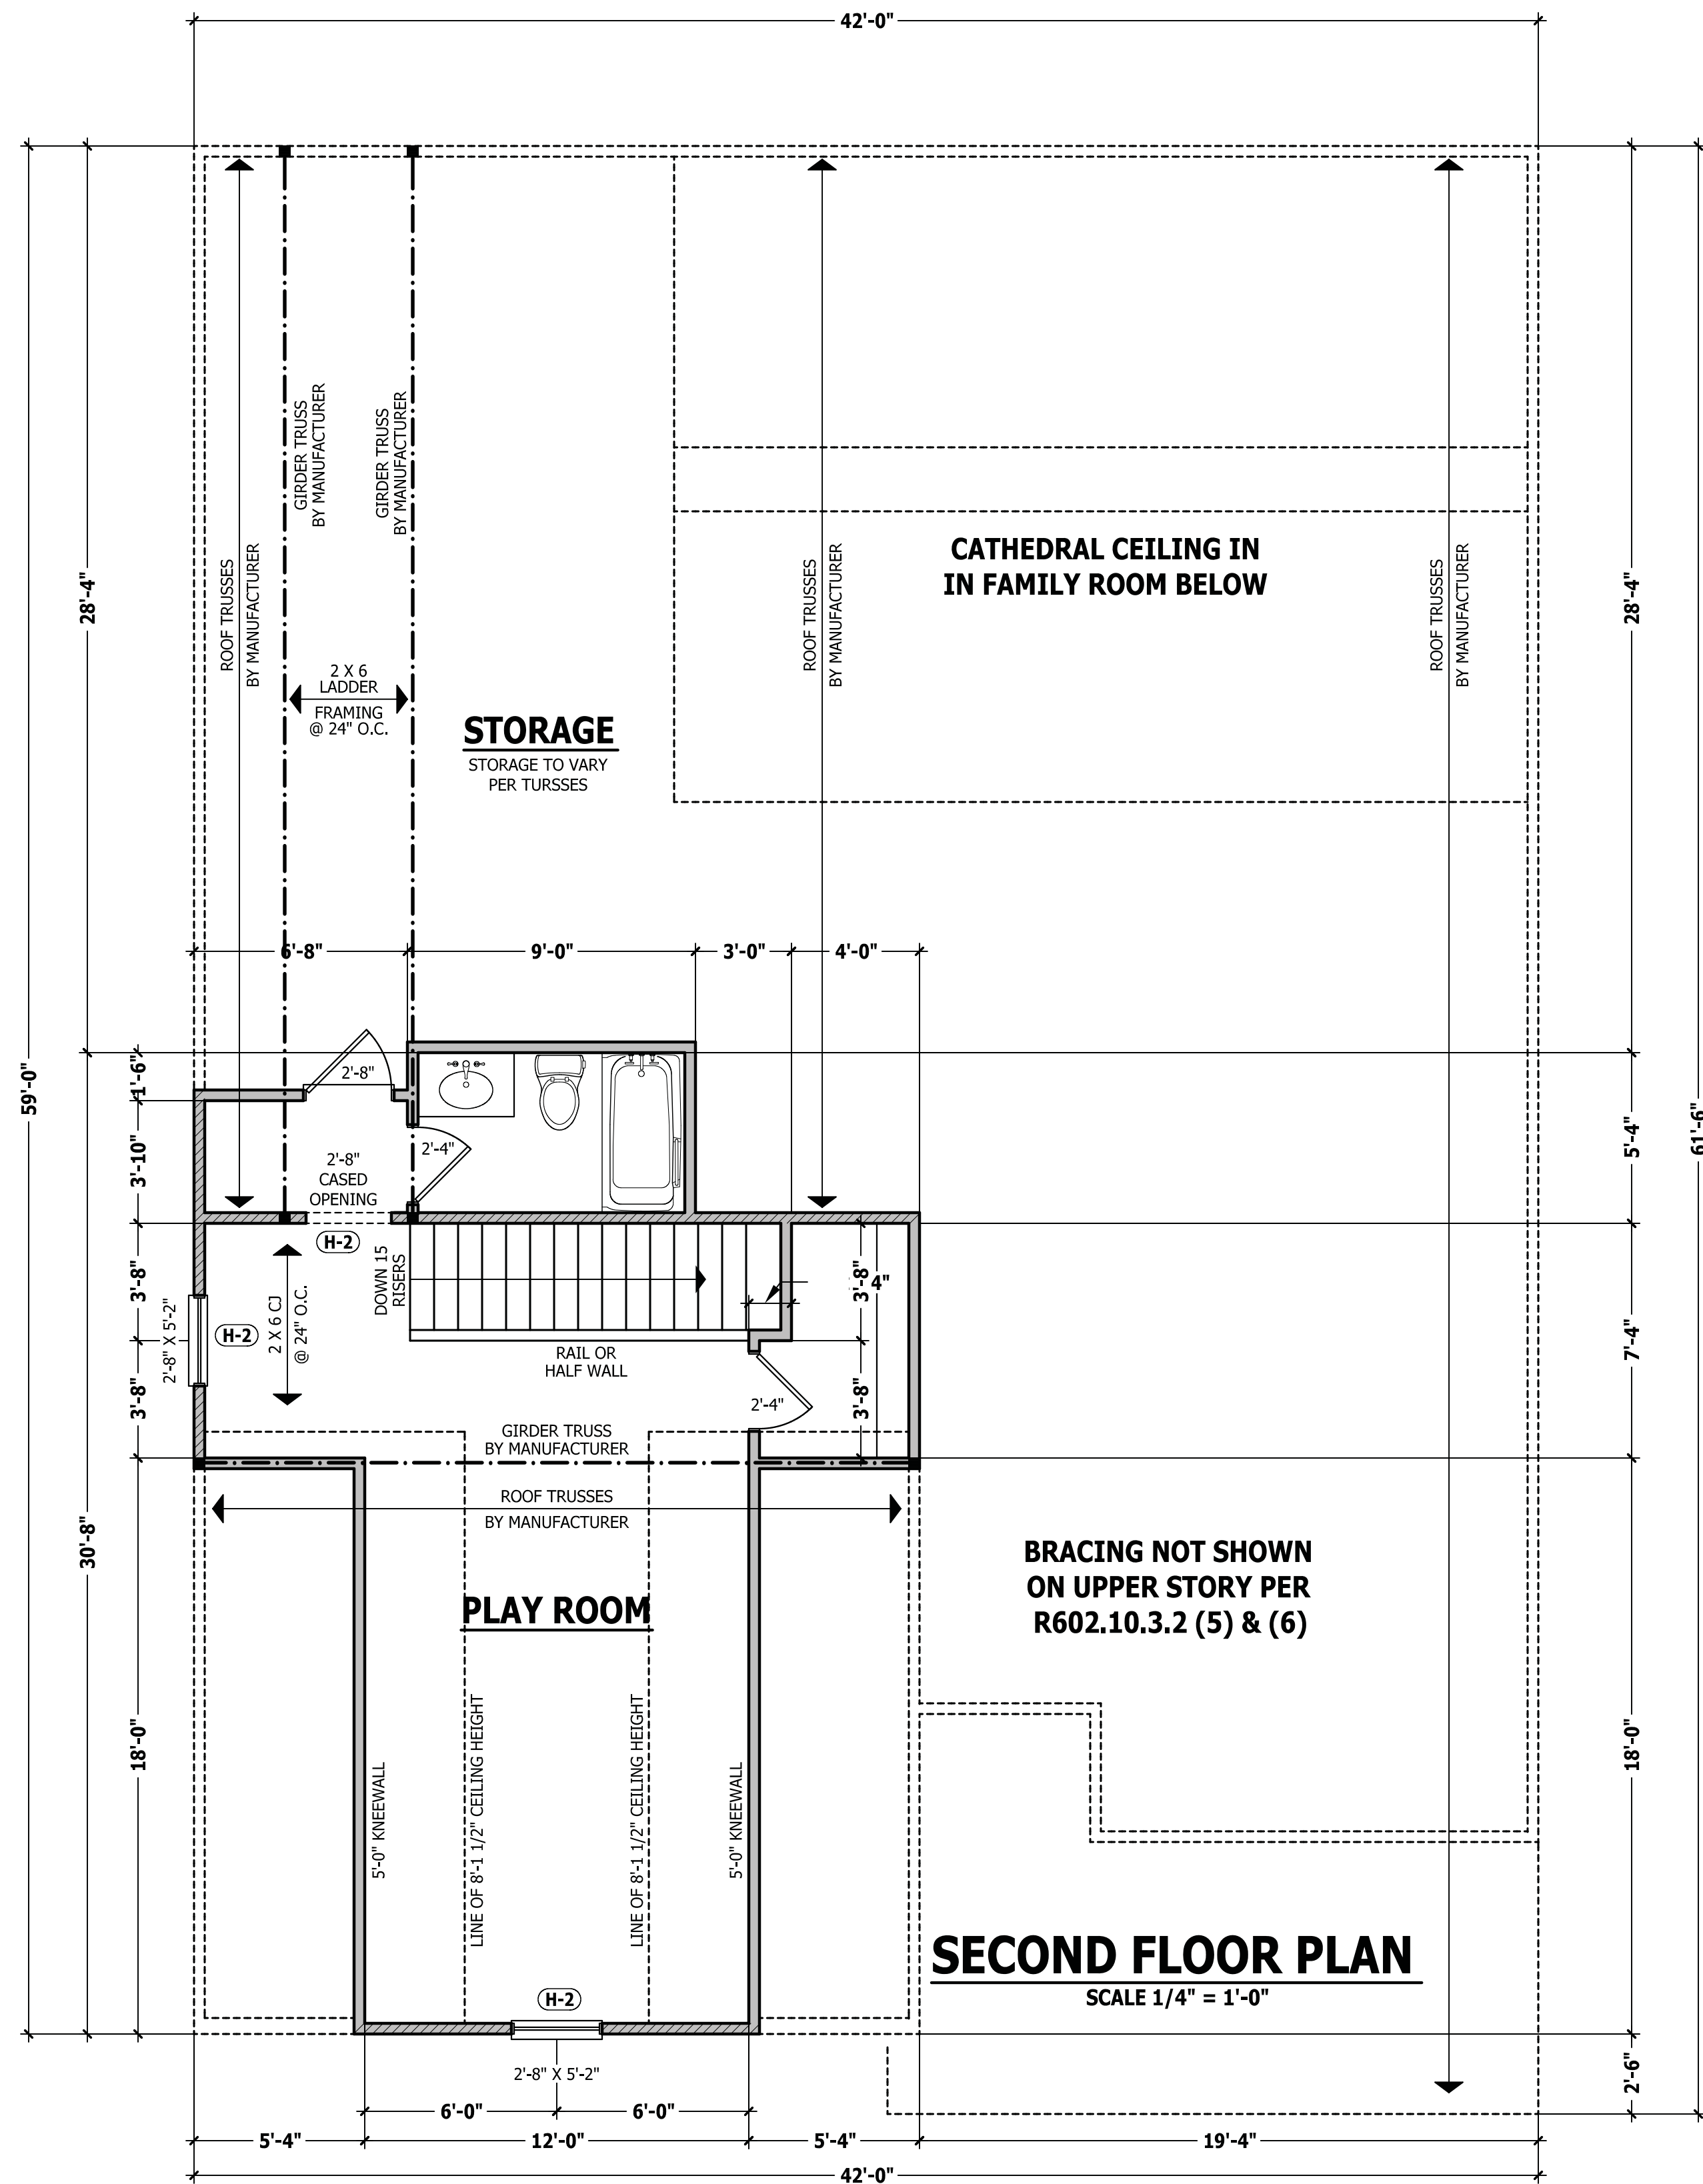 42'-0"
59'-0"
28'-4"
28'-4"
61'-6"
GIRDER TRUSS
BY MANUFACTURER
GIRDER TRUSS
BY MANUFACTURER
ROOF TRUSSES
BY MANUFACTURER
ROOF TRUSSES
BY MANUFACTURER
ROOF TRUSSES
BY MANUFACTURER
CATHEDRAL CEILING IN
IN FAMILY ROOM BELOW
2 X 6
LADDER
FRAMING
@ 24" O.C.
STORAGE
STORAGE TO VARY
PER TURSSES
6'-8"
9'-0"
3'-0"
4'-0"
1'-6"
2'-8"
3'-10"
2'-4"
5'-4"
2'-8"
CASED
OPENING
H-2
3'-8"
DOWN 15
RISERS
3'-8"
4"
2'-8" X 5'-2"
H-2
2 X 6 CJ
@ 24" O.C.
7'-4"
RAIL OR
HALF WALL
3'-8"
2'-4"
3'-8"
GIRDER TRUSS
BY MANUFACTURER
ROOF TRUSSES
BY MANUFACTURER
30'-8"
BRACING NOT SHOWN
ON UPPER STORY PER
R602.10.3.2 (5) & (6)
PLAY ROOM
18'-0"
5'-0" KNEEWALL
LINE OF 8'-1 1/2" CEILING HEIGHT
LINE OF 8'-1 1/2" CEILING HEIGHT
5'-0" KNEEWALL
18'-0"
SECOND FLOOR PLAN
SCALE 1/4" = 1'-0"
H-2
2'-8" X 5'-2"
2'-6"
6'-0"
6'-0"
5'-4"
12'-0"
5'-4"
19'-4"
42'-0"